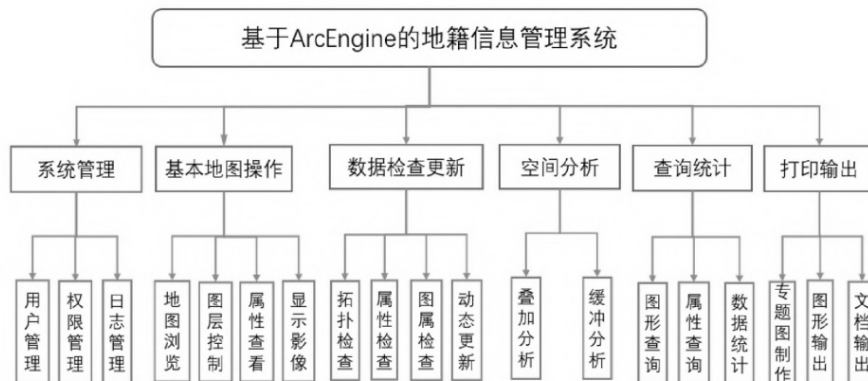 基于ArcEngine的地籍信息管理系统
系统管理
基本地图操作
数据检查更新
空间分析
查询统计
打印输出
用户管理
权限管理
日志管理
地图浏览
图层控制
属性查看
显示影像
拓扑检查
属性检查
图属检查
动态更新
叠加分析
缓冲分析
图形查询
属性查询
数据统计
专题图制作
图形输出
文档输出